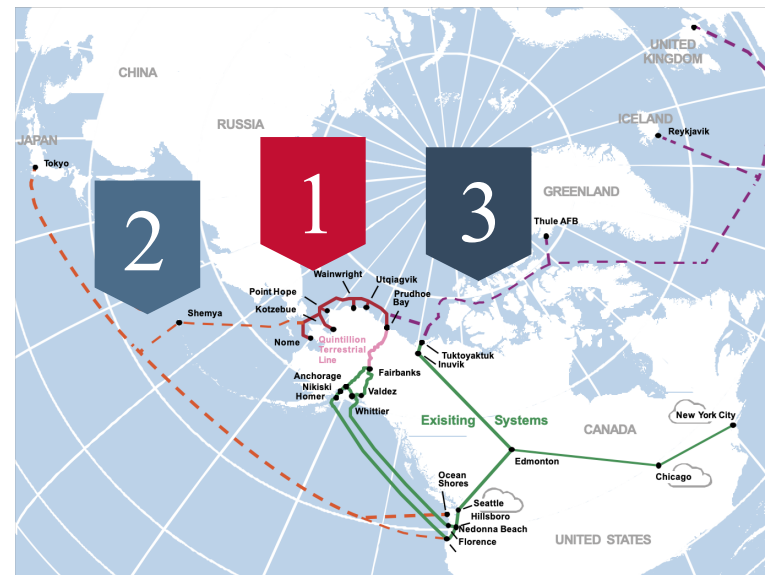 UNITED
KINGDOM
CHINA
ICELAND
RUSSIA
Reykjavik
JAPAN
Tokyo
1
3
2
GREENLAND
Thule AFB
Wainwright
Utqiagvik
Point Hope
Prudhoe
Bay
Kotzebue
Shemya
Nome
Quintillion
Terrestrial
Line
Tuktoyaktuk
Inuvik
Fairbanks
Anchorage
Nikiski
Homer
Valdez
Whittier
Exisiting Systems
New York City
CANADA
Edmonton
Chicago
Ocean
Shores
Seattle
Hillsboro
Nedonna Beach
Florence
UNITED STATES